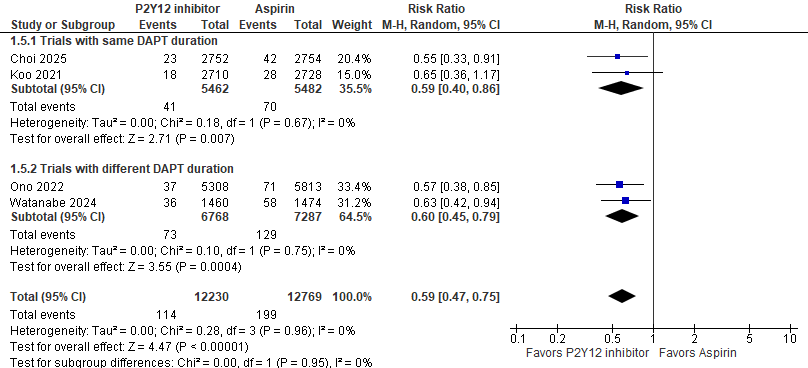 P2Y12 inhibitor Aspirin Risk Ratio Risk Ratio
Study or Subgroup Events Total Events Total Weight M-H, Random, 95% CI M-H, Random, 95% CI
1.5.1 Trials with same DAPT duration
Choi 2025 23 2752 42 2754 20.4% 0.55 [0.33, 0.91]
Koo 2021 18 2710 28 2728 15.0% 0.65 [0.36, 1.17]
Subtotal (95% CI) 5462 5482 35.5% 0.59 [0.40, 0.86]
Total events 41 70
Heterogeneity: Tau² = 0.00; Chi² = 0.18, df = 1 (P = 0.67); I² = 0%
Test for overall effect: Z = 2.71 (P = 0.007)
1.5.2 Trials with different DAPT duration
Ono 2022 37 5308 71 5813 33.4% 0.57 [0.38, 0.85]
Watanabe 2024 36 1460 58 1474 31.2% 0.63 [0.42, 0.94]
Subtotal (95% CI) 6768 7287 64.5% 0.60 [0.45, 0.79]
Total events 73 129
Heterogeneity: Tau² = 0.00; Chi² = 0.10, df = 1 (P = 0.75); I² = 0%
Test for overall effect: Z = 3.55 (P = 0.0004)
Total (95% CI) 12230 12769 100.0% 0.59 [0.47, 0.75]
Total events 114 199
Heterogeneity: Tau² = 0.00; Chi² = 0.28, df = 3 (P = 0.96); I² = 0%
Test for overall effect: Z = 4.47 (P < 0.00001)
Test for subgroup differences: Chi² = 0.00, df = 1 (P = 0.95), I² = 0%
0.1 0.2 0.5 1 2 5 10
Favors P2Y12 inhibitor Favors Aspirin